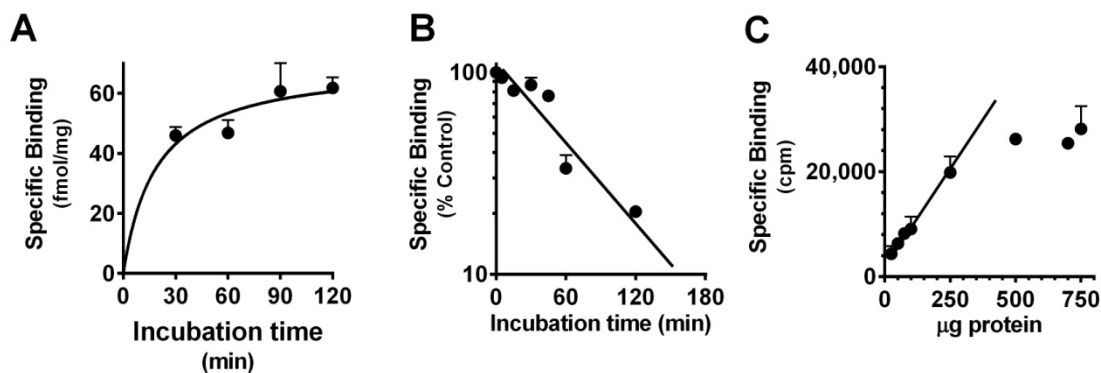 A
Specific Binding
(fmol/mg)
60
40
20
0
0 30 60 90 120
Incubation time
(min)
B
Specific Binding
(% Control)
100
10
0 60 120 180
Incubation time (min)
C
Specific Binding
(cpm)
40,000
20,000
0
0 250 500 750
µg protein